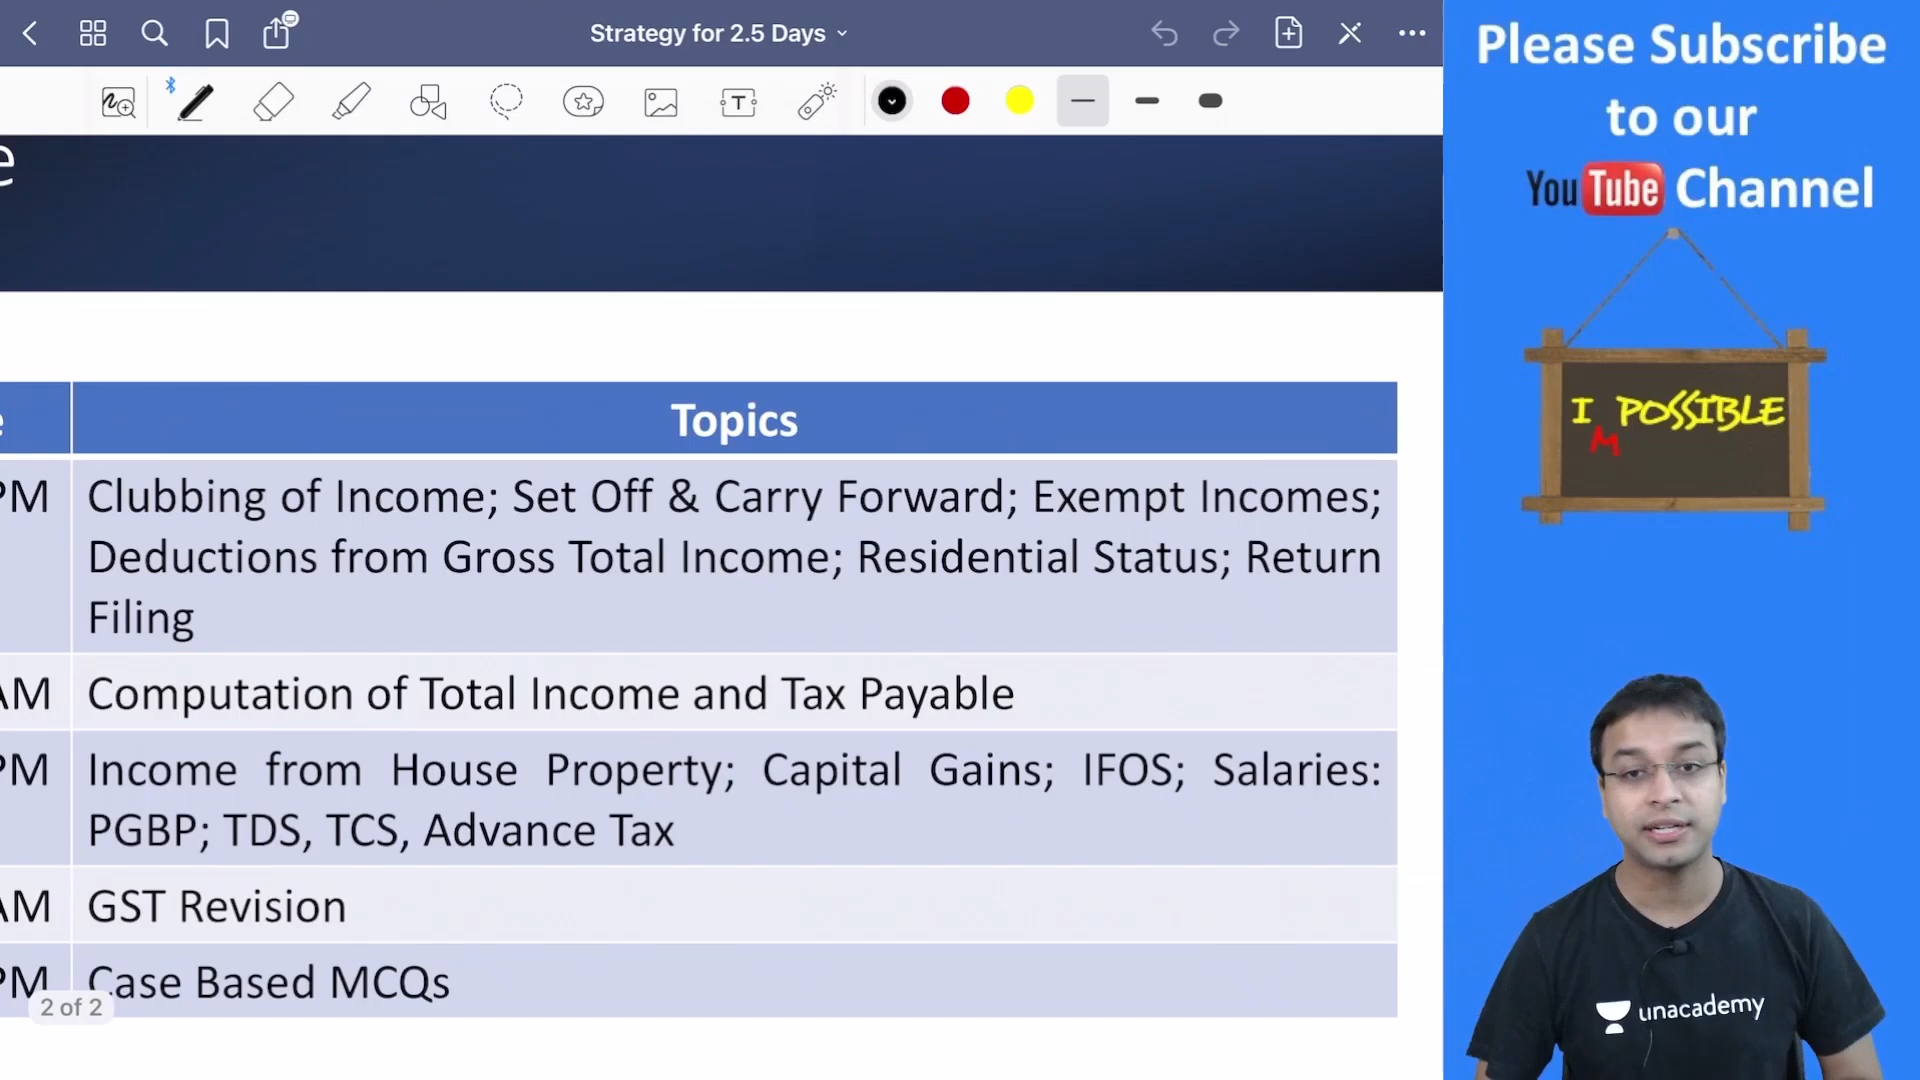 Strategy for 2.5 Days
T
e
Topics
PM
Clubbing of Income; Set Off & Carry Forward; Exempt Incomes;
Deductions from Gross Total Income; Residential Status; Return
Filing
AM
Computation of Total Income and Tax Payable
PM
Income from House Property; Capital Gains; IFOS; Salaries:
PGBP; TDS, TCS, Advance Tax
AM
GST Revision
PM
Case Based MCQs
2 of 2
Please Subscribe
to our
YouTube Channel
I POSSIBLE
M
unacademy